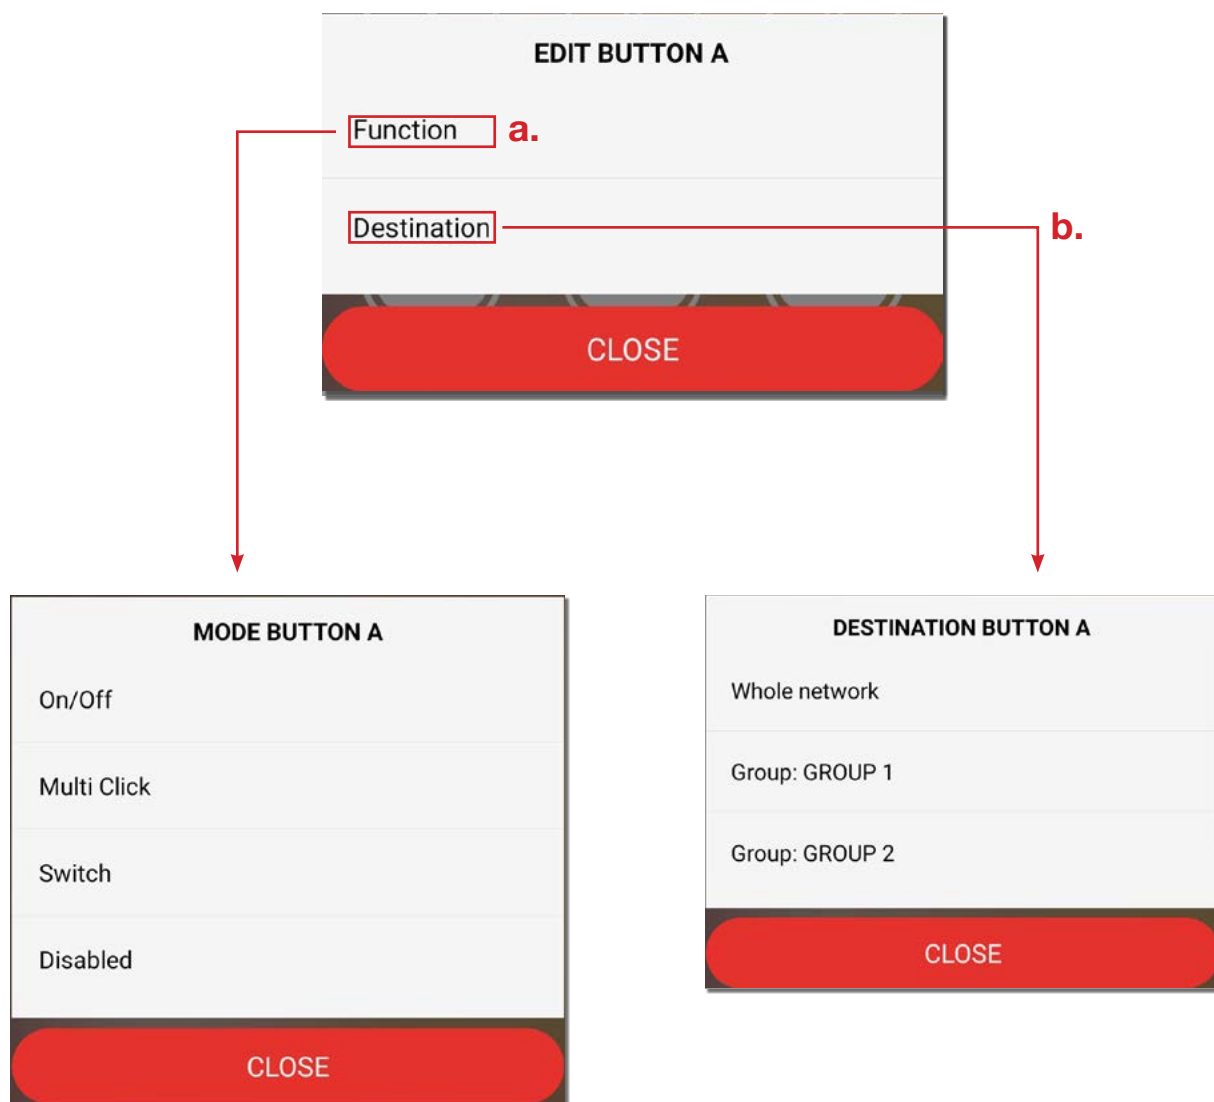 EDIT BUTTON A
Function a.
Destination b.
CLOSE
MODE BUTTON A
On/Off
Multi Click
Switch
Disabled
CLOSE
DESTINATION BUTTON A
Whole network
Group: GROUP 1
Group: GROUP 2
CLOSE